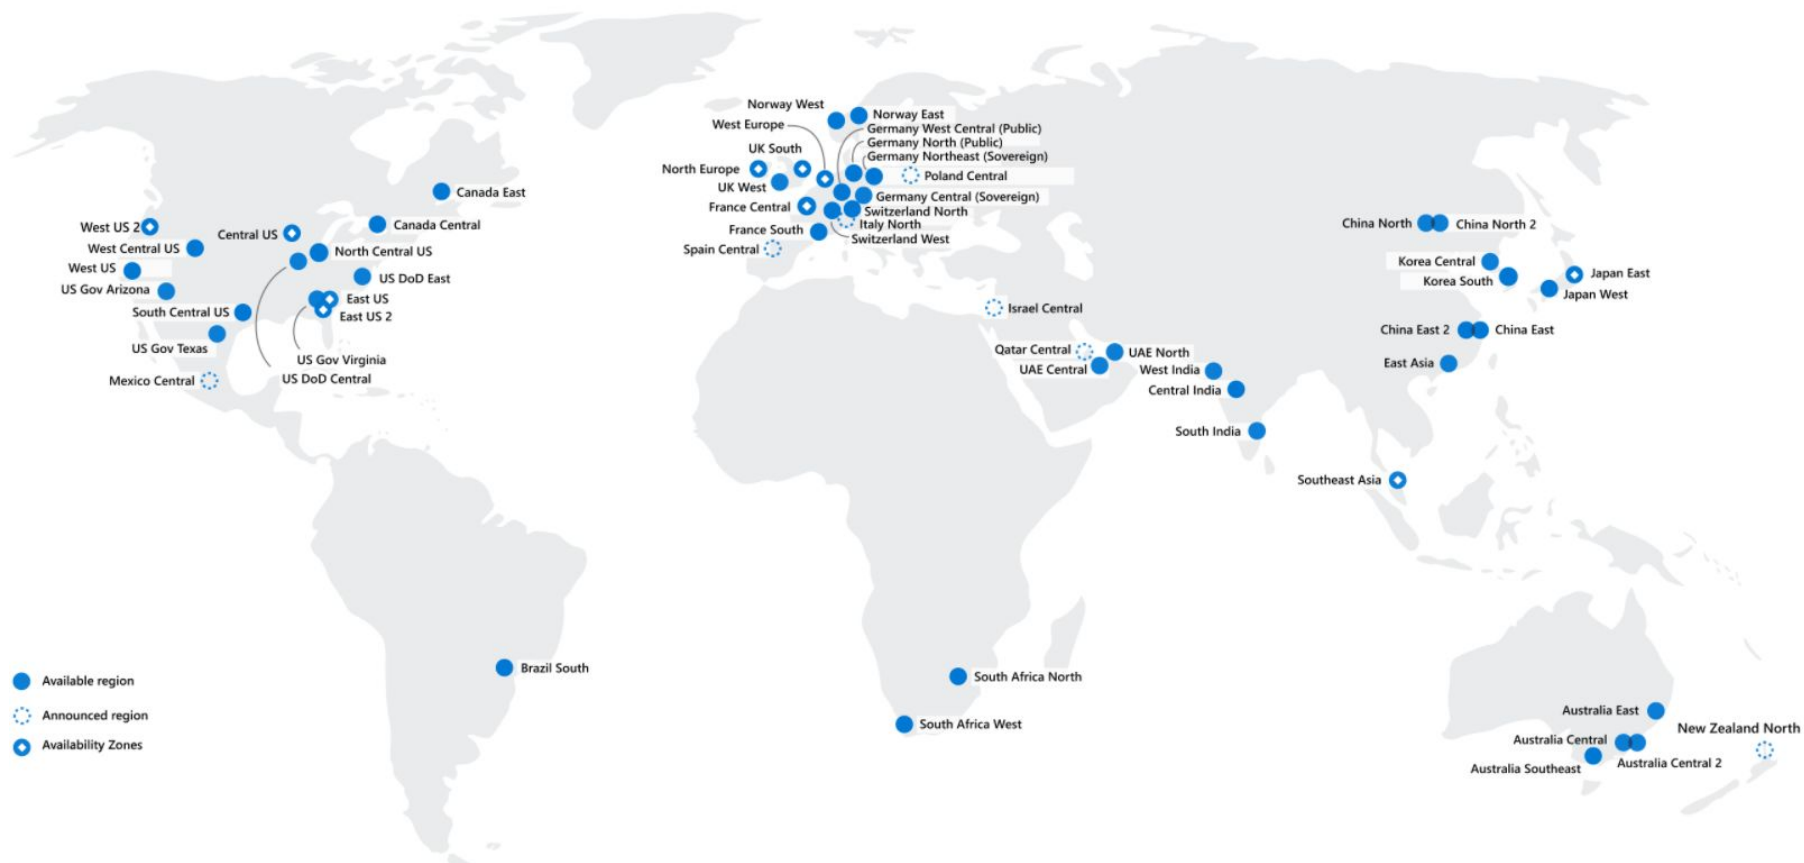 Norway West
Norway East
West Europe
Germany West Central (Public)
Germany North (Public)
UK South
Germany Northeast (Sovereign)
North Europe
Poland Central
UK West
Germany Central (Sovereign)
France Central
Switzerland North
Italy North
France South
Switzerland West
Spain Central
Canada East
Canada Central
West US 2
Central US
West Central US
North Central US
West US
US DoD East
US Gov Arizona
East US
South Central US
East US 2
US Gov Texas
US Gov Virginia
Mexico Central
US DoD Central
China North
China North 2
Korea Central
Korea South
Japan East
Japan West
China East 2
China East
East Asia
Israel Central
Qatar Central
UAE North
UAE Central
West India
Central India
South India
Southeast Asia
Brazil South
South Africa North
South Africa West
Australia East
New Zealand North
Australia Central
Australia Central 2
Australia Southeast
Available region
Announced region
Availability Zones